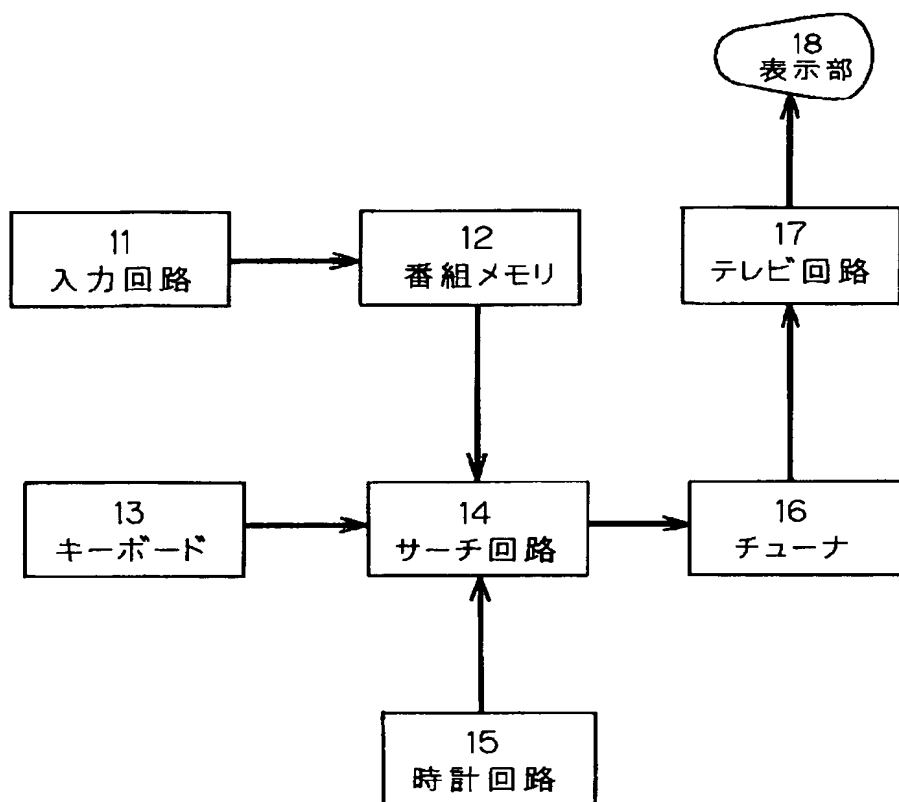 18
表示部
11
入力回路
12
番組メモリ
17
テレビ回路
13
キーボード
14
サーチ回路
16
チューナ
15
時計回路